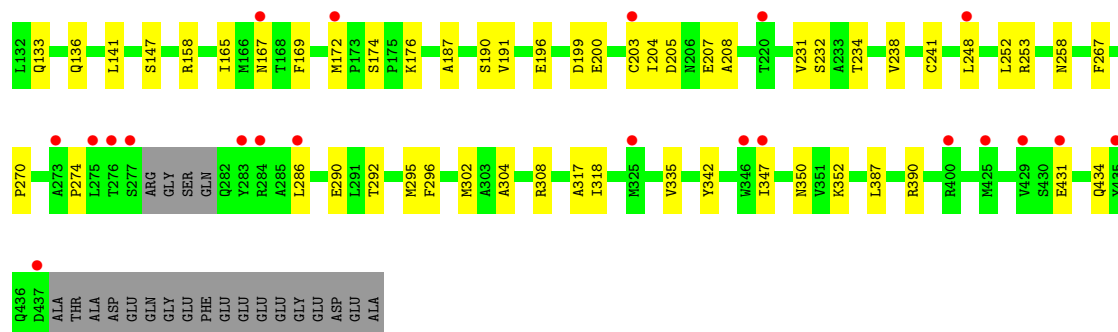 L132 Q133 Q136 L141 S147 R158 I165 M166 N167 T168 F169 M172 P173 S174 P175 K176 A187 S190 V191 E196 D199 E200 C203 I204 D205 N206 E207 A208 T220 V231 S232 A233 T234 V238 C241 L248 L252 R253 N258 F267
P270 A273 P274 L275 T276 S277 ARG GLY SER GLN Q282 Y283 R284 A285 L286 E290 L291 T292 M295 F296 M302 A303 A304 R308 A317 I318 M325 V335 Y342 W346 I347 N350 V351 K352 L387 R390 R400 M425 V429 S430 E431 Q434 Y435
Q436 D437 ALA THR ALA ASP GLU GLN GLY GLU PHE GLU GLU GLU GLU GLY GLU ASP GLU ALA